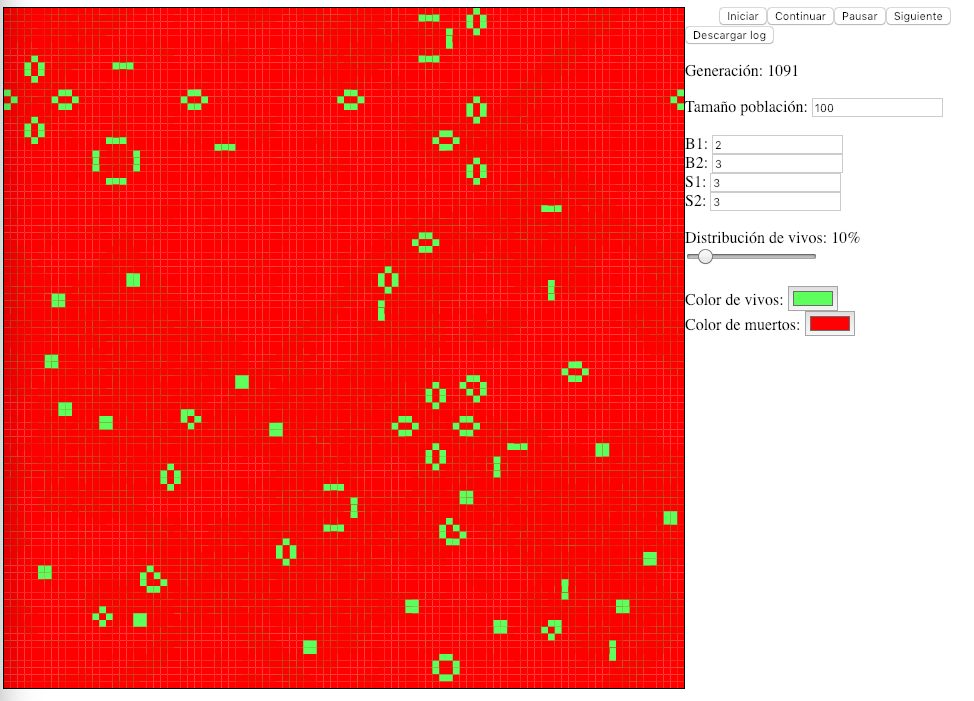 Iniciar Continuar Pausar Siguiente
Descargar log
Generación: 1091
Tamaño población: 100
B1: 2
B2: 3
S1: 3
S2: 3
Distribución de vivos: 10%
Color de vivos:
Color de muertos: